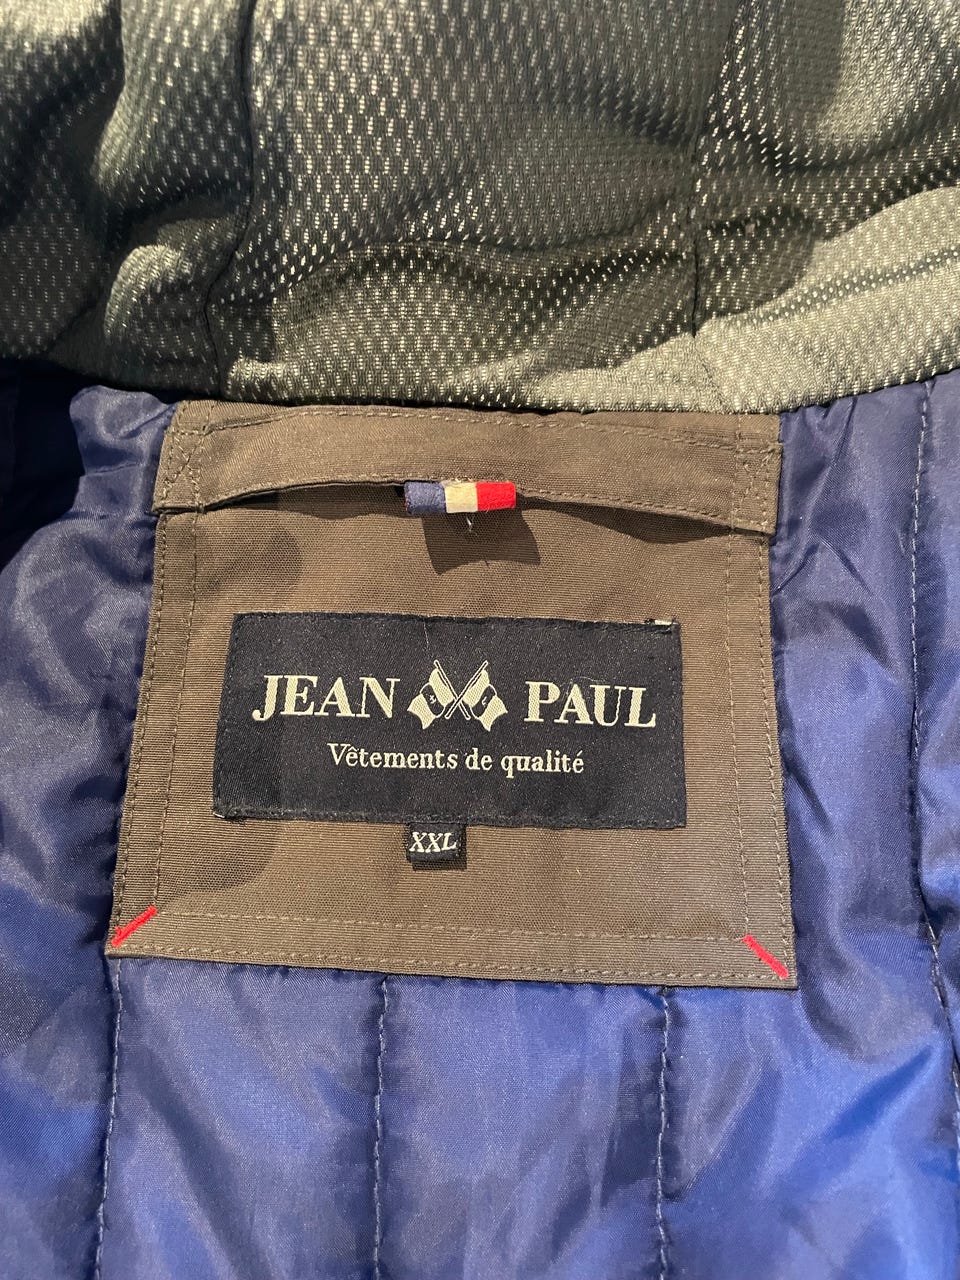 JEAN PAUL
Vêtements de qualité
XXL